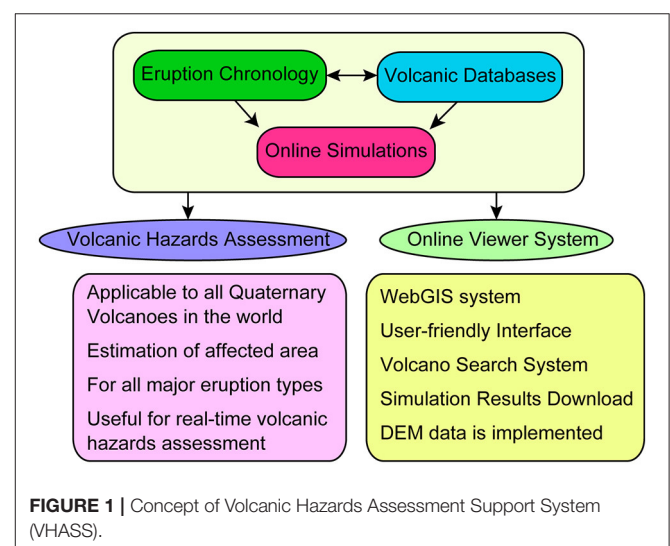 Eruption Chronology
Volcanic Databases
Online Simulations
Volcanic Hazards Assessment
Online Viewer System
Applicable to all Quaternary
Volcanoes in the world
Estimation of affected area
For all major eruption types
Useful for real-time volcanic
hazards assessment
WebGIS system
User-friendly Interface
Volcano Search System
Simulation Results Download
DEM data is implemented
FIGURE 1 | Concept of Volcanic Hazards Assessment Support System
(VHASS).